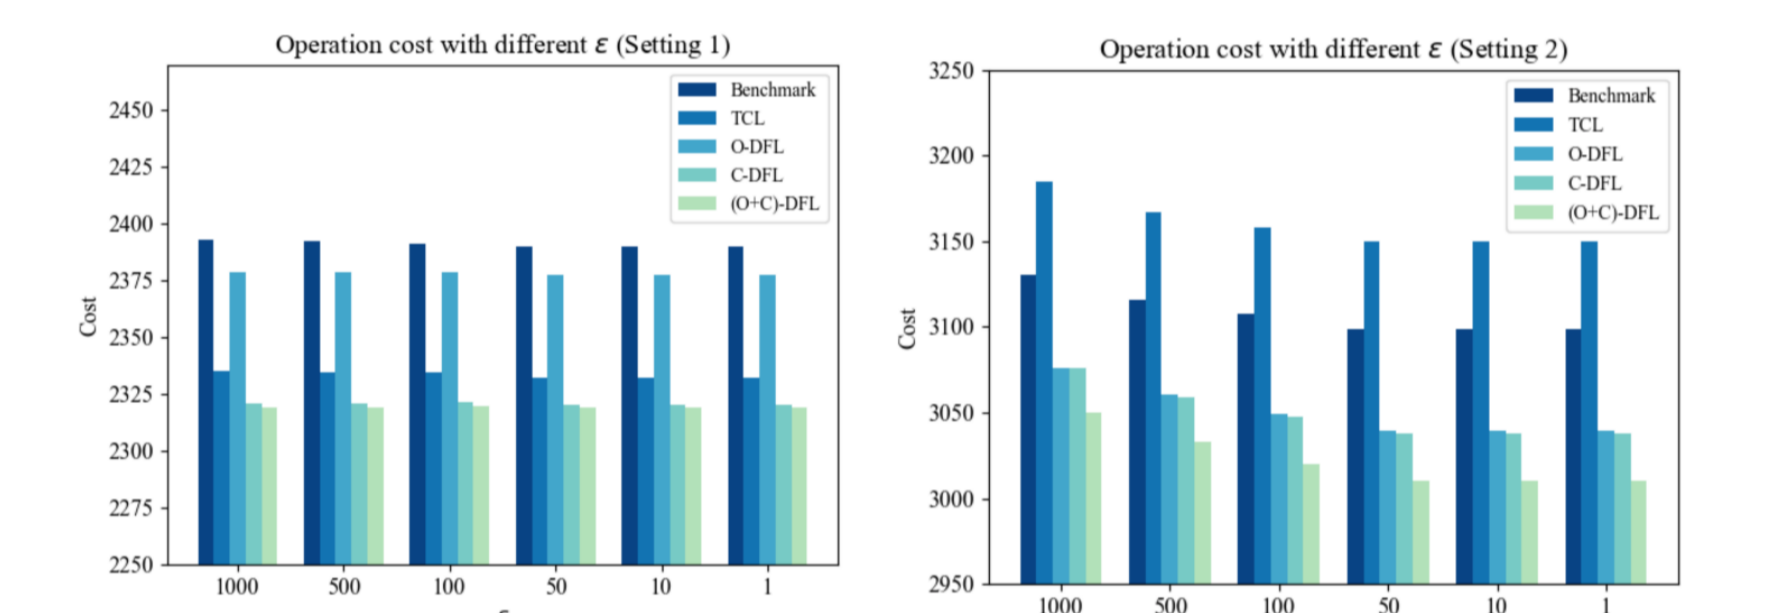 Operation cost with different ε (Setting 1)
Benchmark
TCL
O-DFL
C-DFL
(O+C)-DFL
2450
2425
2400
2375
2350
2325
2300
2275
2250
Cost
1000 500 100 50 10 1
Operation cost with different ε (Setting 2)
Benchmark
TCL
O-DFL
C-DFL
(O+C)-DFL
3250
3200
3150
3100
3050
3000
2950
Cost
1000 500 100 50 10 1